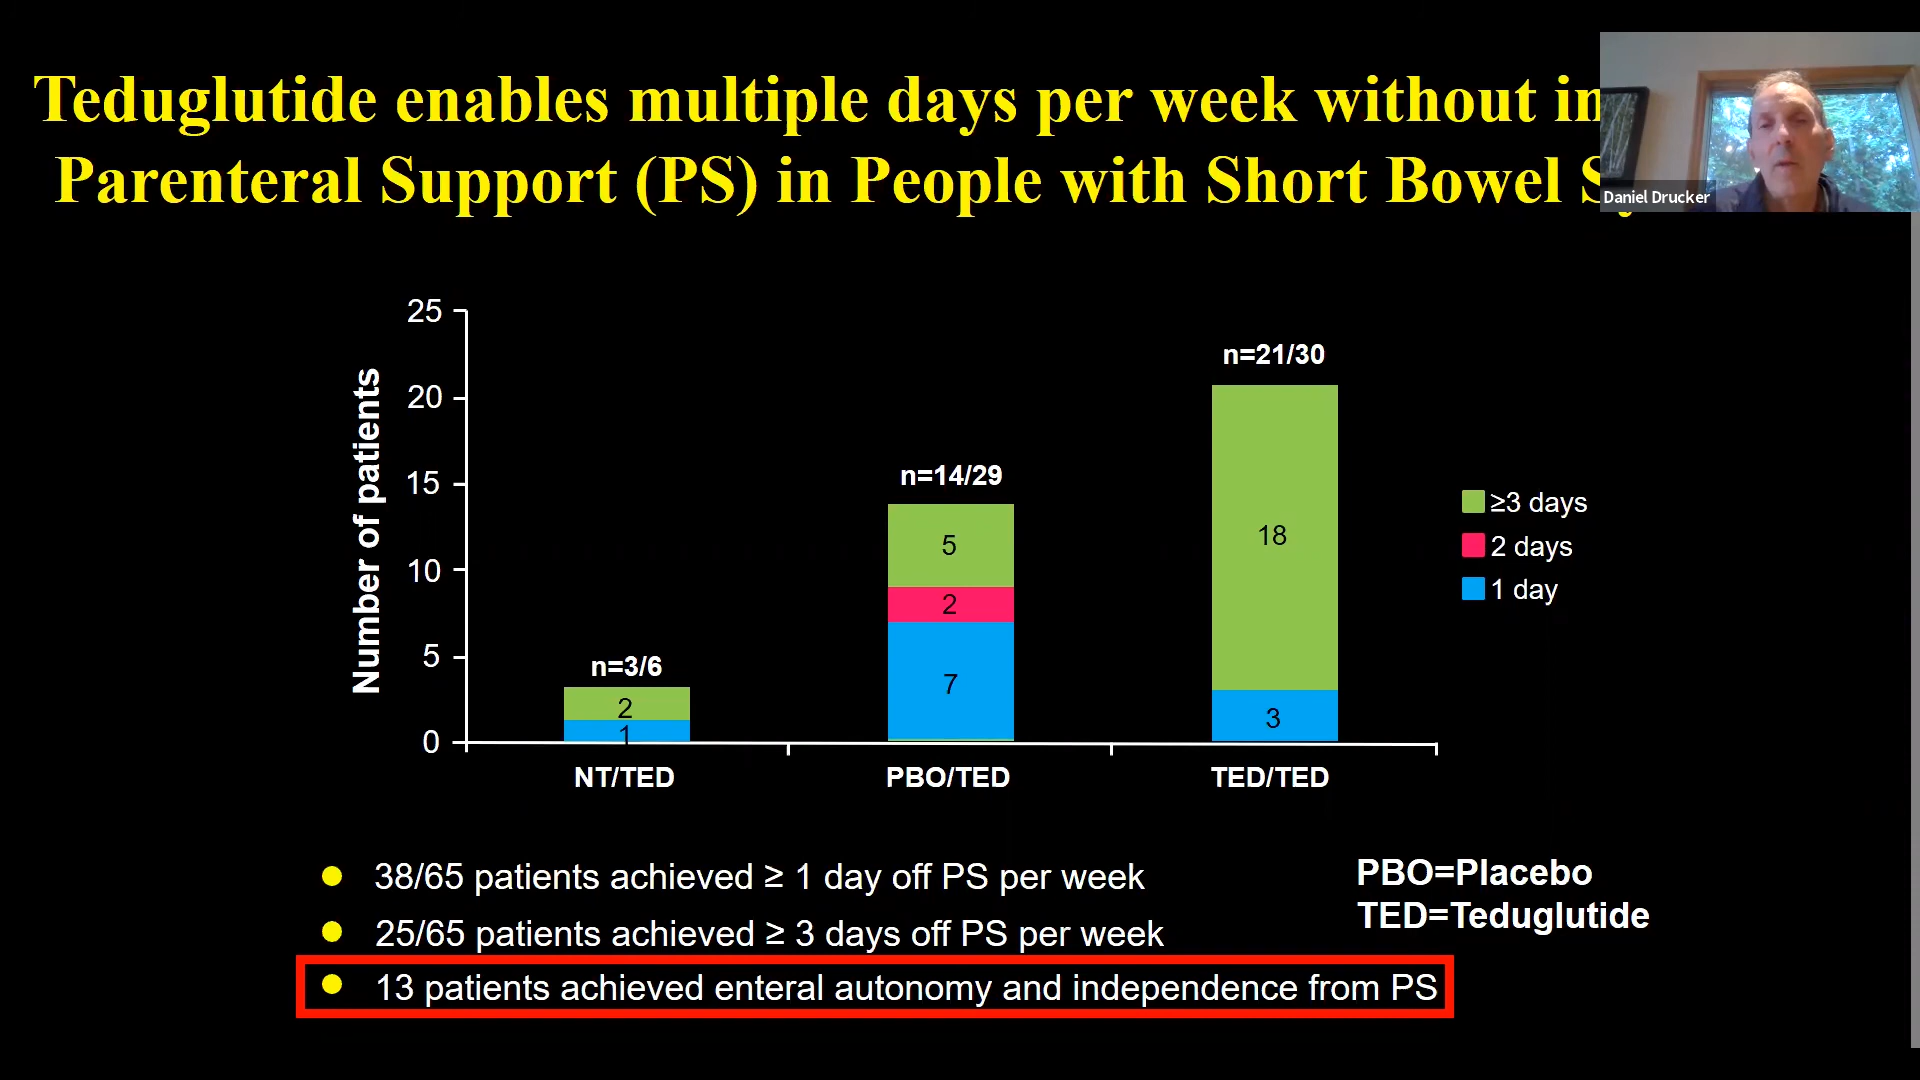 Teduglutide enables multiple days per week without
Parenteral Support (PS) in People with Short Bowel
Daniel Drucker
25
20
15
10
5
0
Number of patients
n=3/6
2
1
n=14/29
5
2
7
n=21/30
18
3
NT/TED
PBO/TED
TED/TED
≥3 days
2 days
1 day
38/65 patients achieved ≥ 1 day off PS per week
25/65 patients achieved ≥ 3 days off PS per week
13 patients achieved enteral autonomy and independence from PS
PBO=Placebo
TED=Teduglutide